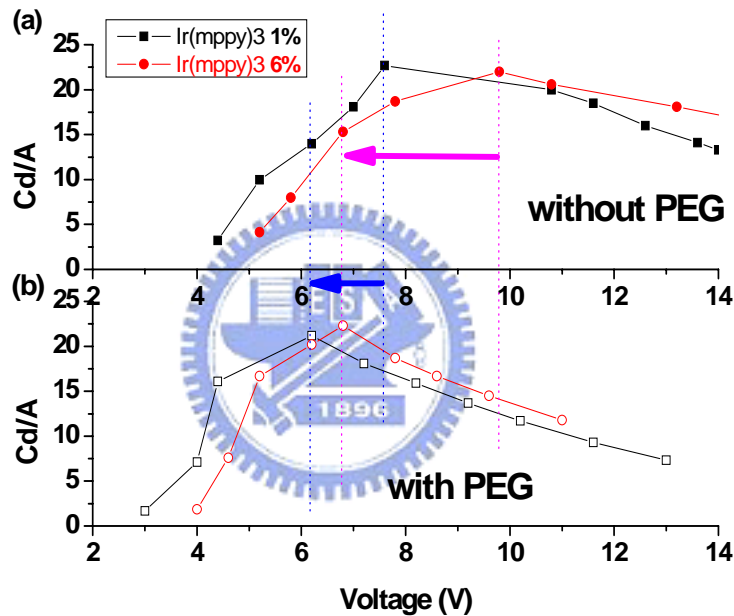 (a)
Ir(mppy)3 1%
Ir(mppy)3 6%
25
20
15
10
5
0
Cd/A
without PEG
2 4 6 8 10 12 14
(b)
25
20
15
10
5
0
Cd/A
E S
1896
with PEG
2 4 6 8 10 12 14
Voltage (V)